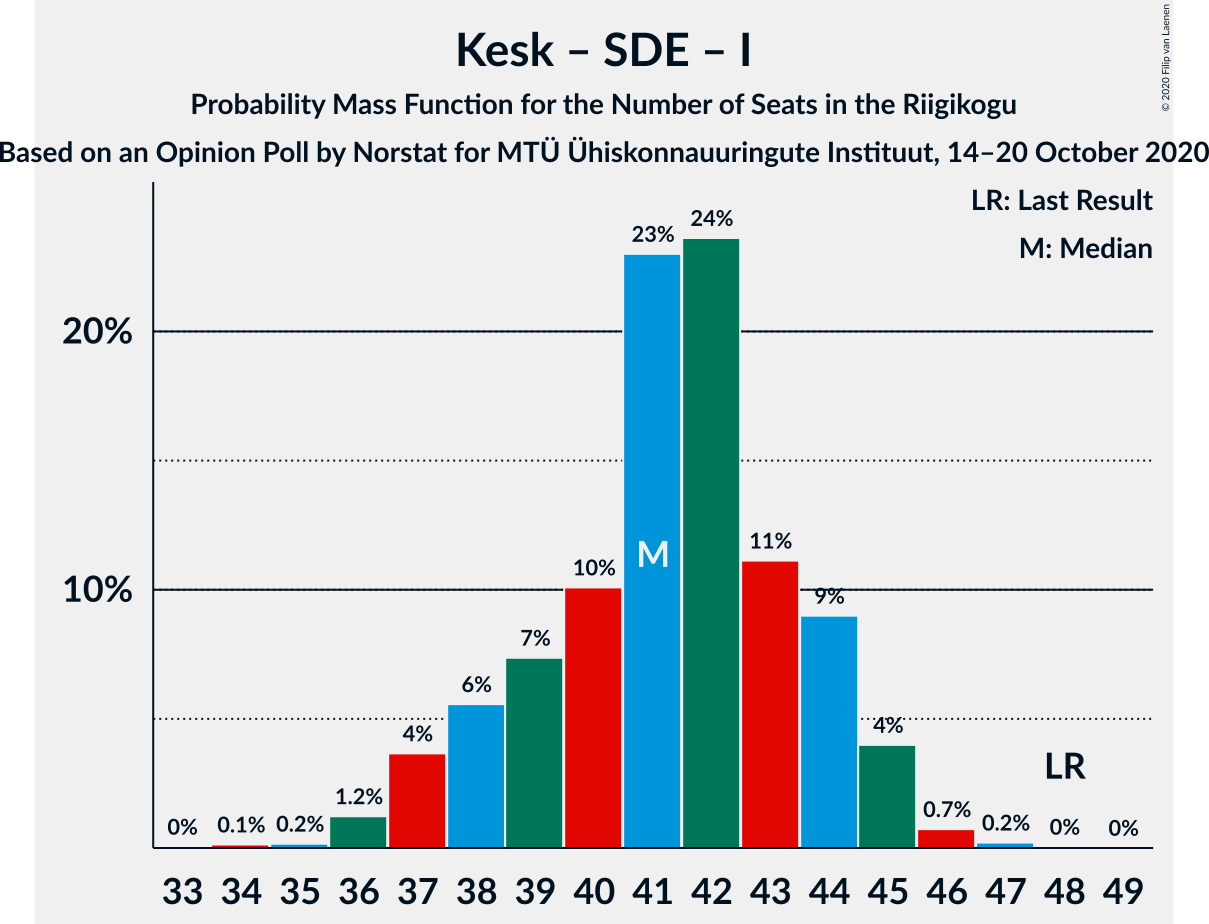 Kesk – SDE – I
Probability Mass Function for the Number of Seats in the Riigikogu
Based on an Opinion Poll by Norstat for MTÜ Ühiskonnauuringute Instituut, 14–20 October 2020
© 2020 Filip van Laenen
LR: Last Result
M: Median
20%
10%
0% 0.1% 0.2% 1.2% 4% 6% 7% 10% 23% 24% 11% 9% 4% 0.7% 0.2% 0% 0%
M
LR
33 34 35 36 37 38 39 40 41 42 43 44 45 46 47 48 49